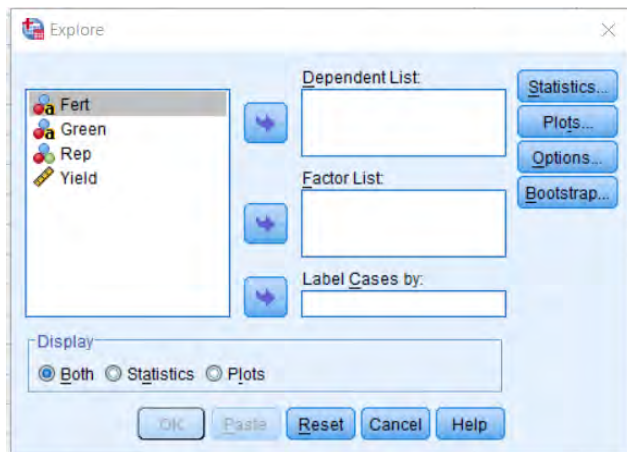 Explore
Dependent List:
Statistics...
a Fert
a Green
Plots...
Rep
Options...
Yield
Factor List:
Bootstrap...
Label Cases by:
Display
Both Statistics Plots
OK Paste Reset Cancel Help